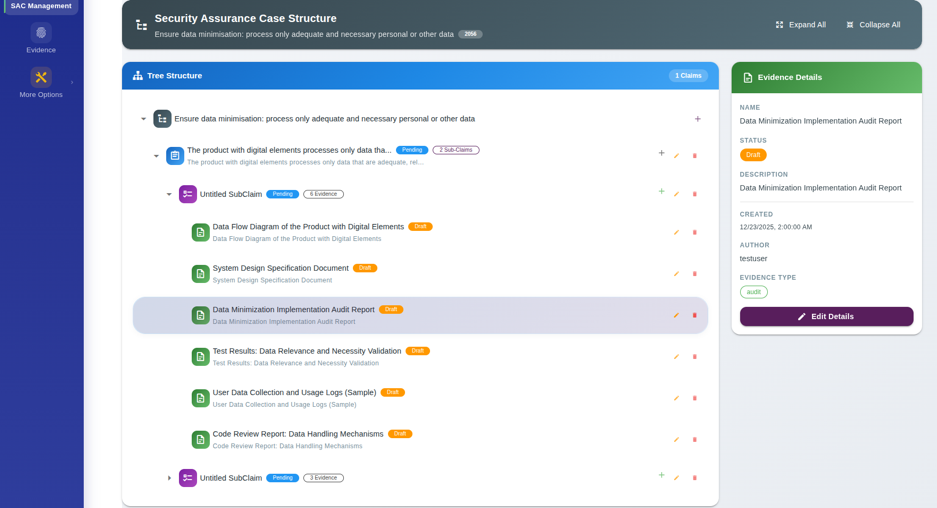 SAC Management
Evidence
More Options
Security Assurance Case Structure
Ensure data minimisation: process only adequate and necessary personal or other data 2056
Expand All
Collapse All
Tree Structure
1 Claims
Ensure data minimisation: process only adequate and necessary personal or other data
The product with digital elements processes only data tha... Pending 2 Sub-Claims
The product with digital elements processes only data that are adequate, rel...
Untitled SubClaim Pending 6 Evidence
Data Flow Diagram of the Product with Digital Elements Draft
Data Flow Diagram of the Product with Digital Elements
System Design Specification Document Draft
System Design Specification Document
Data Minimization Implementation Audit Report Draft
Data Minimization Implementation Audit Report
Test Results: Data Relevance and Necessity Validation Draft
Test Results: Data Relevance and Necessity Validation
User Data Collection and Usage Logs (Sample) Draft
User Data Collection and Usage Logs (Sample)
Code Review Report: Data Handling Mechanisms Draft
Code Review Report: Data Handling Mechanisms
Untitled SubClaim Pending 3 Evidence
Evidence Details
NAME
Data Minimization Implementation Audit Report
STATUS
Draft
DESCRIPTION
Data Minimization Implementation Audit Report
CREATED
12/23/2025, 2:00:00 AM
AUTHOR
testuser
EVIDENCE TYPE
audit
Edit Details